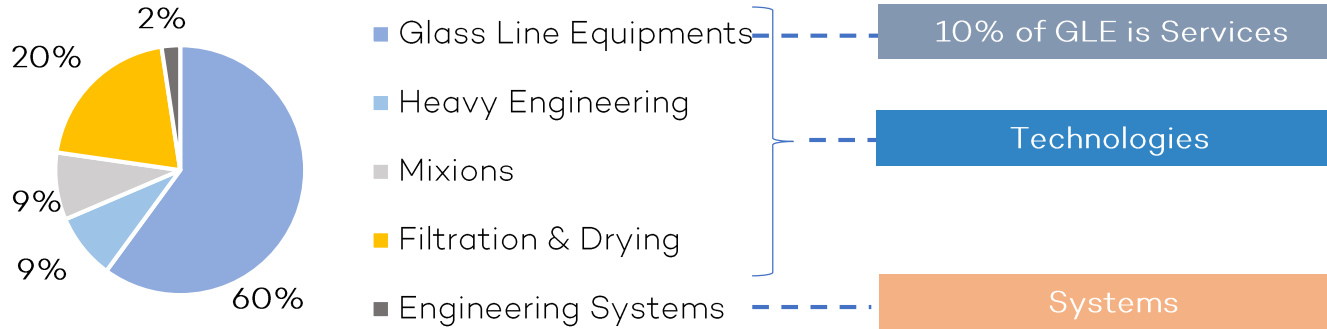 2%
20%
9%
9%
60%
Glass Line Equipments
Heavy Engineering
Mixions
Filtration & Drying
Engineering Systems
10% of GLE is Services
Technologies
Systems